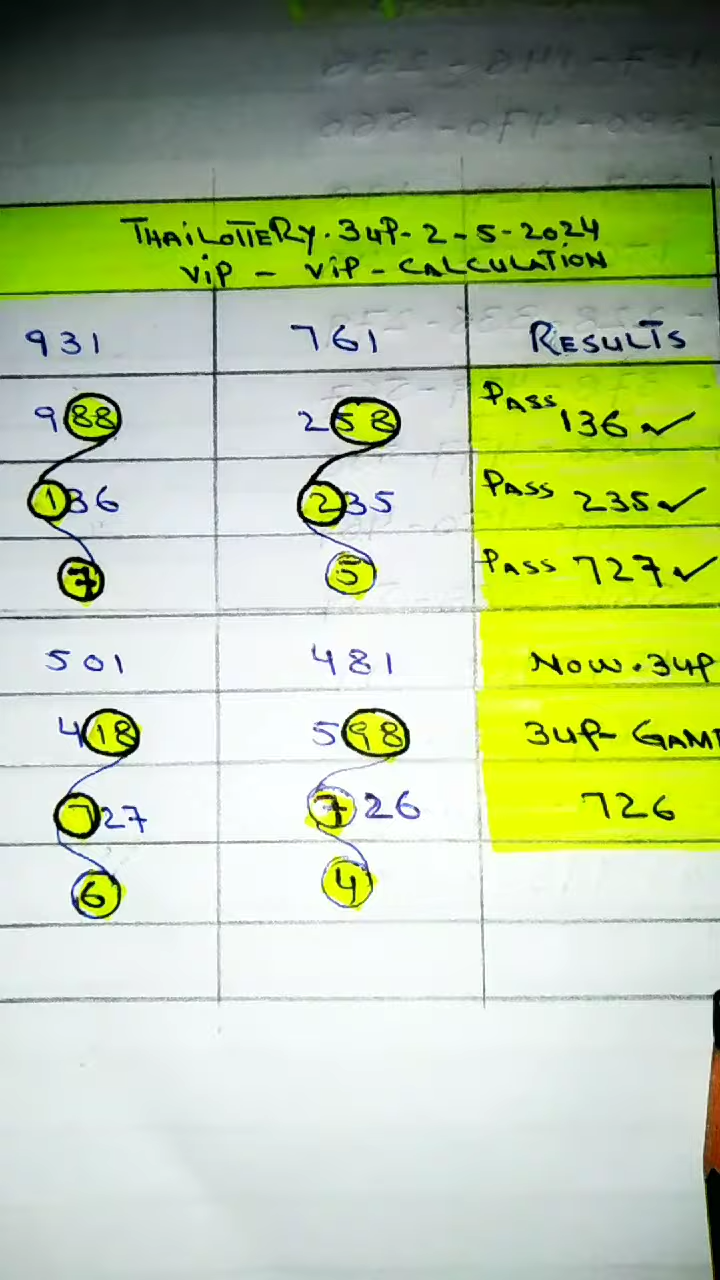 THAILOTTERY. 3UP-2-5-2024
VIP - VIP-CALCULATION
931 761 RESULTS
988 258 PASS 136 ✓
136 235 PASS 235 ✓
7 5 PASS 727 ✓
501 481 NOW.3UP
418 598 3UP-GAM
727 726 726
6 4